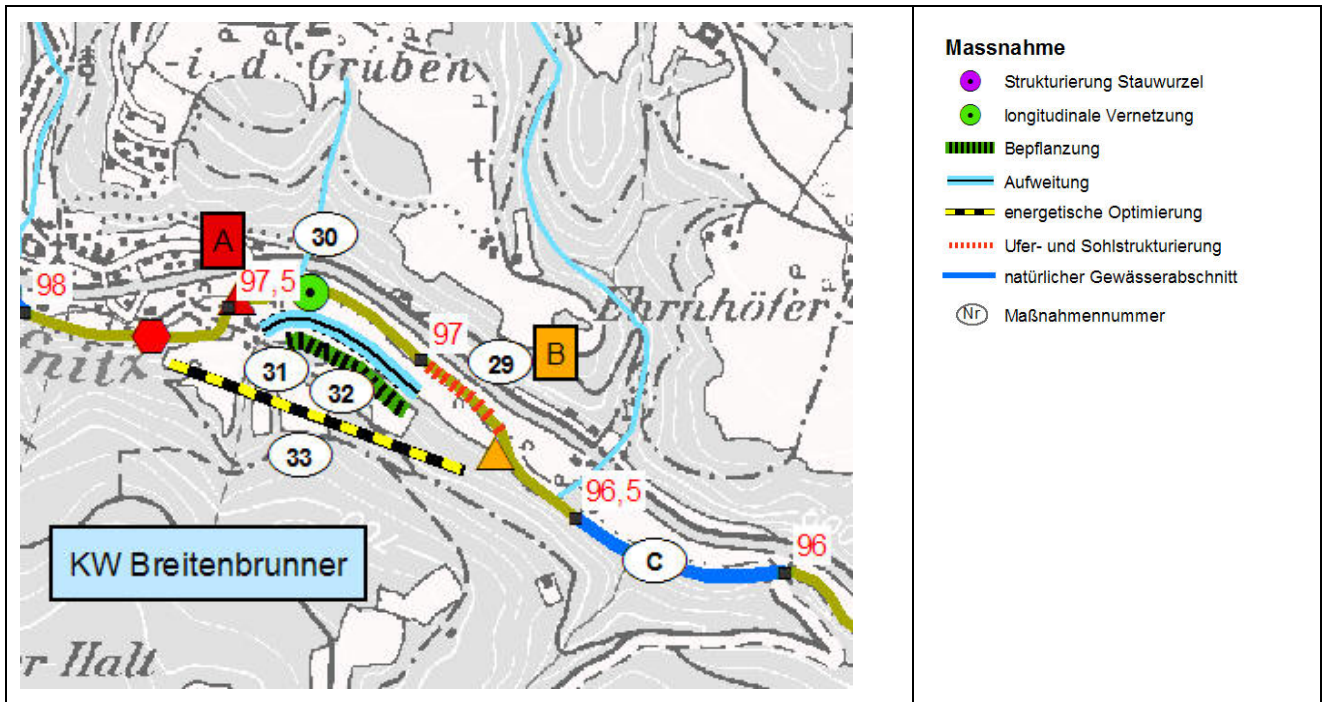 -i. d. Gruben
A
30
98
97,5
97
29
B
Ehrnhöfer
nitz
31
32
33
96,5
96
C
KW Breitenbrunner
r Halt
Massnahme
Strukturierung Stauwurzel
longitudinale Vernetzung
Bepflanzung
Aufweitung
energetische Optimierung
Ufer- und Sohlstrukturierung
natürlicher Gewässerabschnitt
Nr Maßnahmennummer